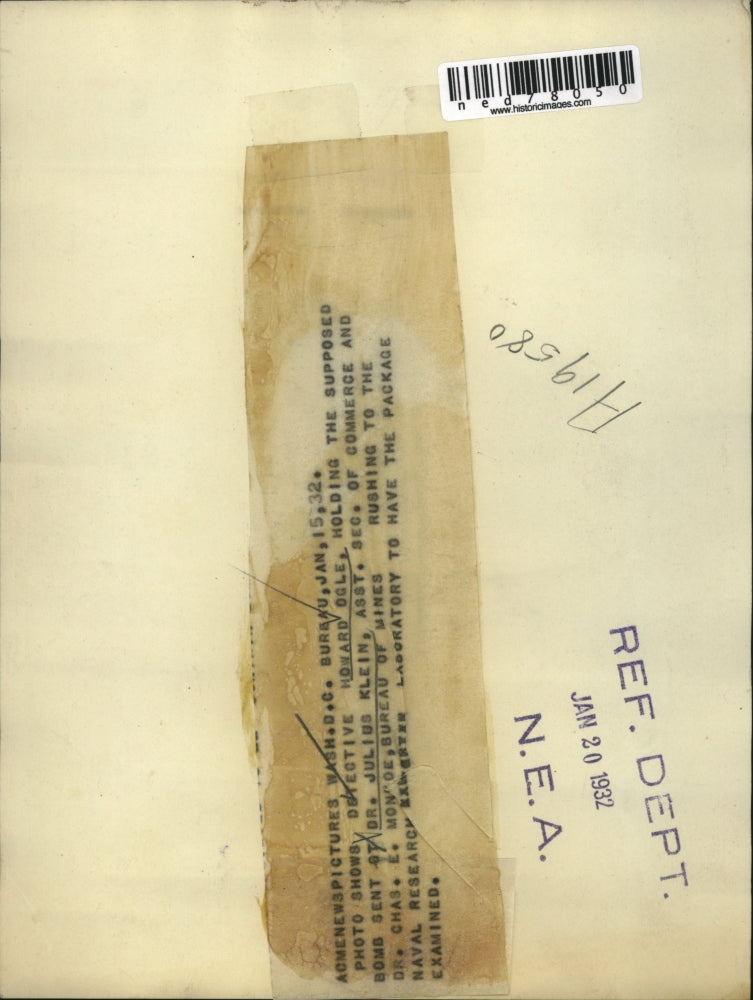 ned78050
www.historicimages.com
A19580
ACMENEWSPICTURES WASH.D.C. BUREAU,JAN,15,32.
PHOTO SHOWS DETECTIVE HOWARD OGLE, HOLDING THE SUPPOSED
BOMB SENT DR. JULIUS KLEIN, ASST. SEC. OF COMMERCE AND
DR. CHAS. E. MONROE,BUREAU OF MINES RUSHING TO THE
NAVAL RESEARCH LABORATORY TO HAVE THE PACKAGE
EXAMINED.
REF. DEPT.
JAN 20 1932
N.E.A.